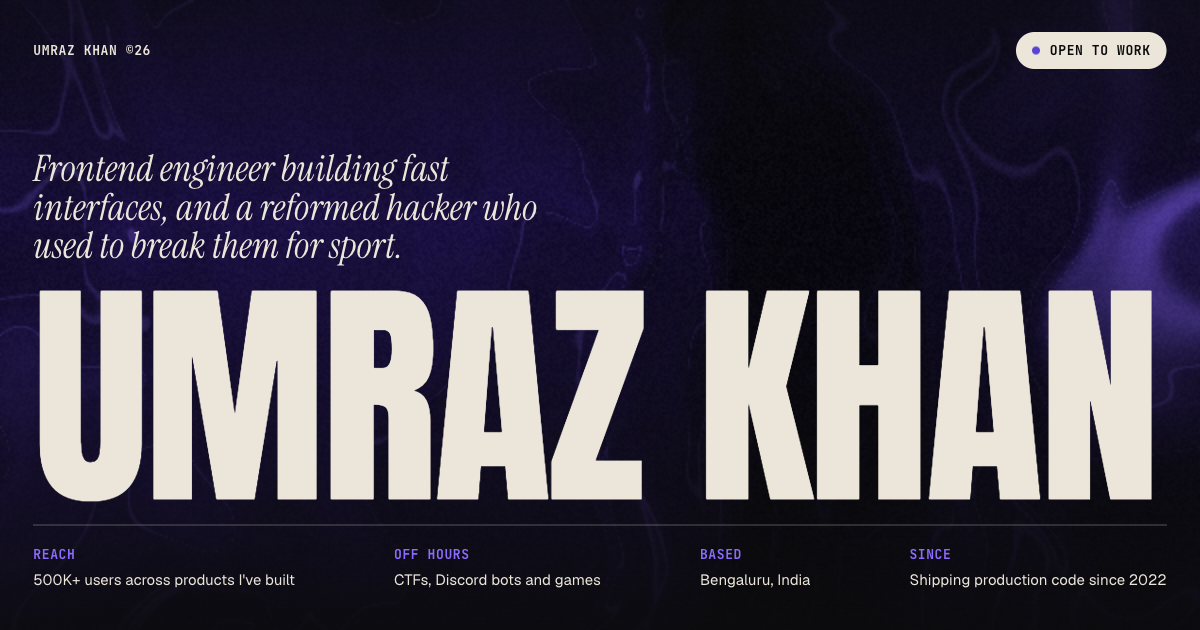 UMRAZ KHAN ©26
OPEN TO WORK
Frontend engineer building fast
interfaces, and a reformed hacker who
used to break them for sport.
UMRAZ KHAN
REACH
500K+ users across products I've built
OFF HOURS
CTFs, Discord bots and games
BASED
Bengaluru, India
SINCE
Shipping production code since 2022